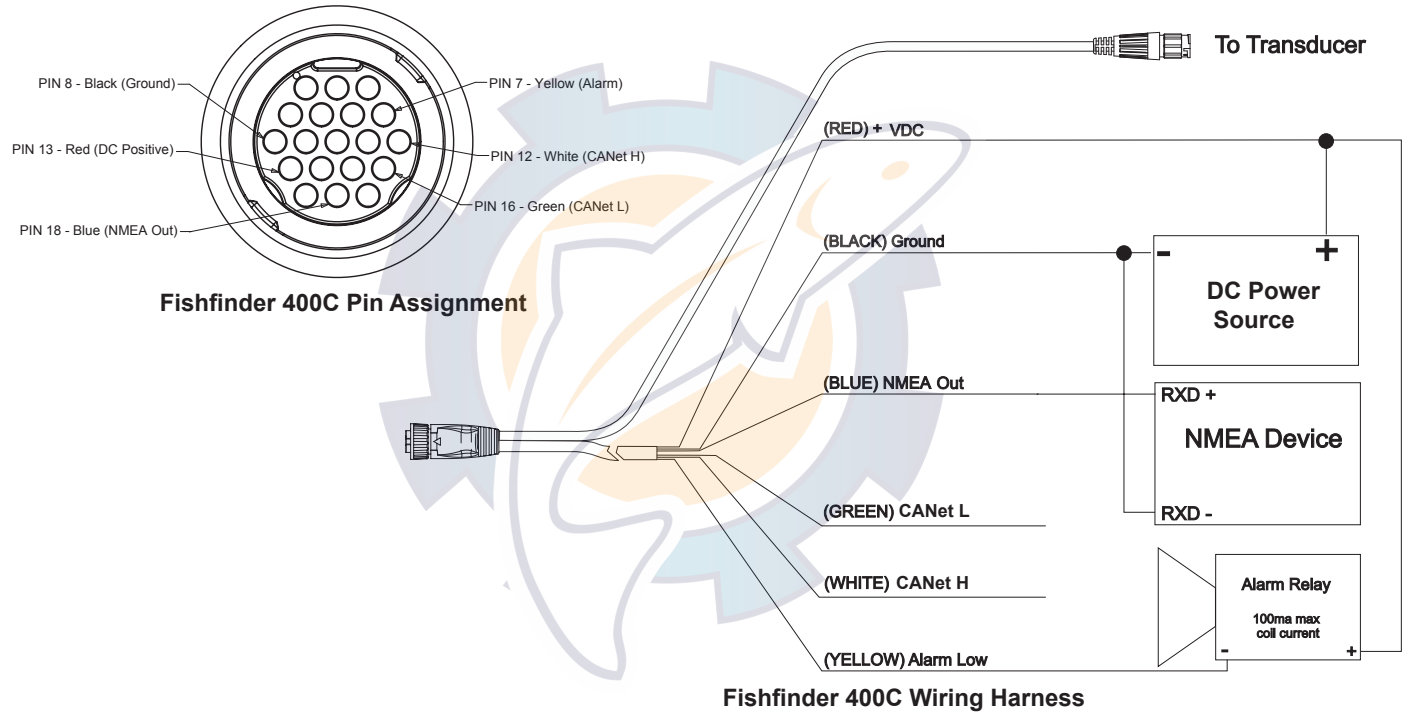 PIN 8 - Black (Ground)
PIN 13 - Red (DC Positive)
PIN 18 - Blue (NMEA Out)
PIN 7 - Yellow (Alarm)
PIN 12 - White (CANet H)
PIN 16 - Green (CANet L)
Fishfinder 400C Pin Assignment
To Transducer
(RED) + VDC
(BLACK) Ground
- +
DC Power
Source
(BLUE) NMEA Out
RXD +
NMEA Device
RXD -
(GREEN) CANet L
(WHITE) CANet H
(YELLOW) Alarm Low
Alarm Relay
100ma max
coil current
- +
Fishfinder 400C Wiring Harness